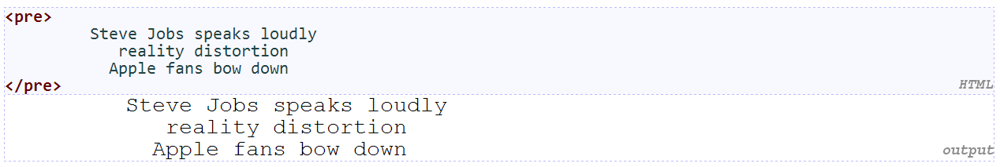 <pre>
         Steve Jobs speaks loudly
            reality distortion
           Apple fans bow down
</pre>
HTML
         Steve Jobs speaks loudly
            reality distortion
           Apple fans bow down
output